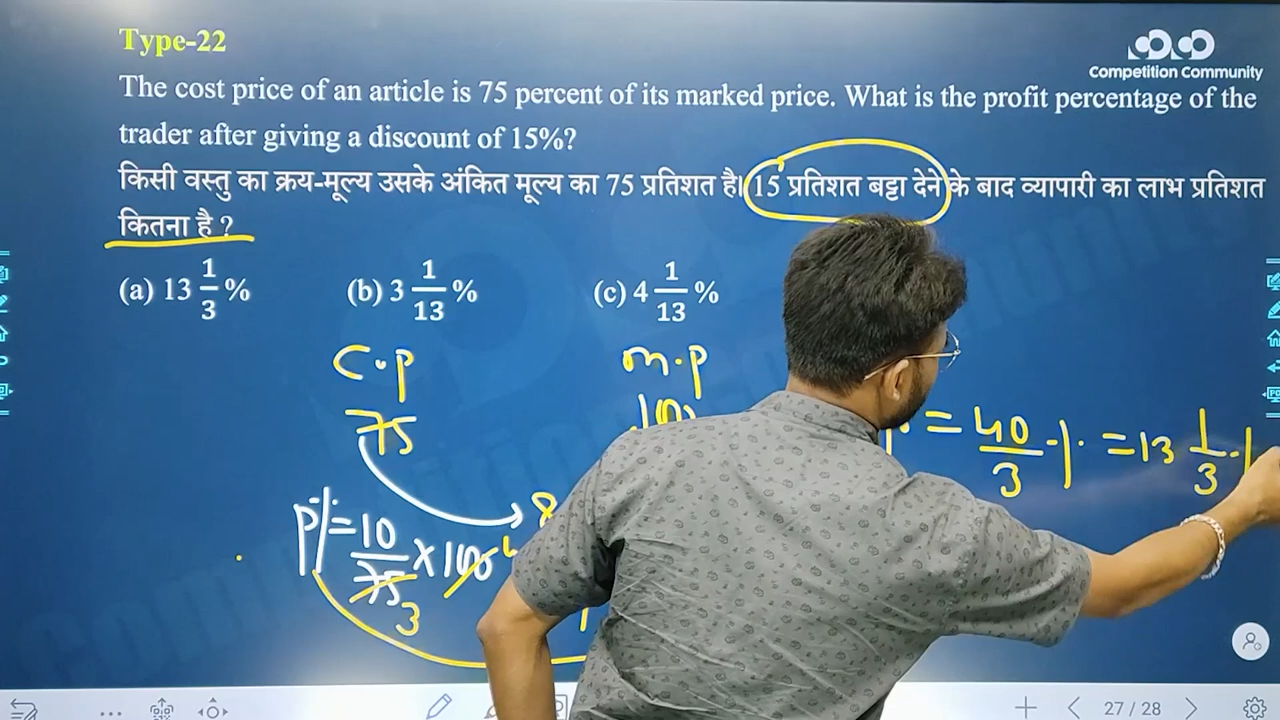 Type-22
Competition Community
The cost price of an article is 75 percent of its marked price. What is the profit percentage of the
trader after giving a discount of 15%?
किसी वस्तु का क्रय-मूल्य उसके अंकित मूल्य का 75 प्रतिशत है। 15 प्रतिशत बट्टा देने के बाद व्यापारी का लाभ प्रतिशत
कितना है ?
(a) 13 1/3 % (b) 3 1/13 % (c) 4 1/13 %
C.P M.P
75
= 40/3 % = 13 1/3 %
P% = 10/75 × 100 4
3
27 / 28